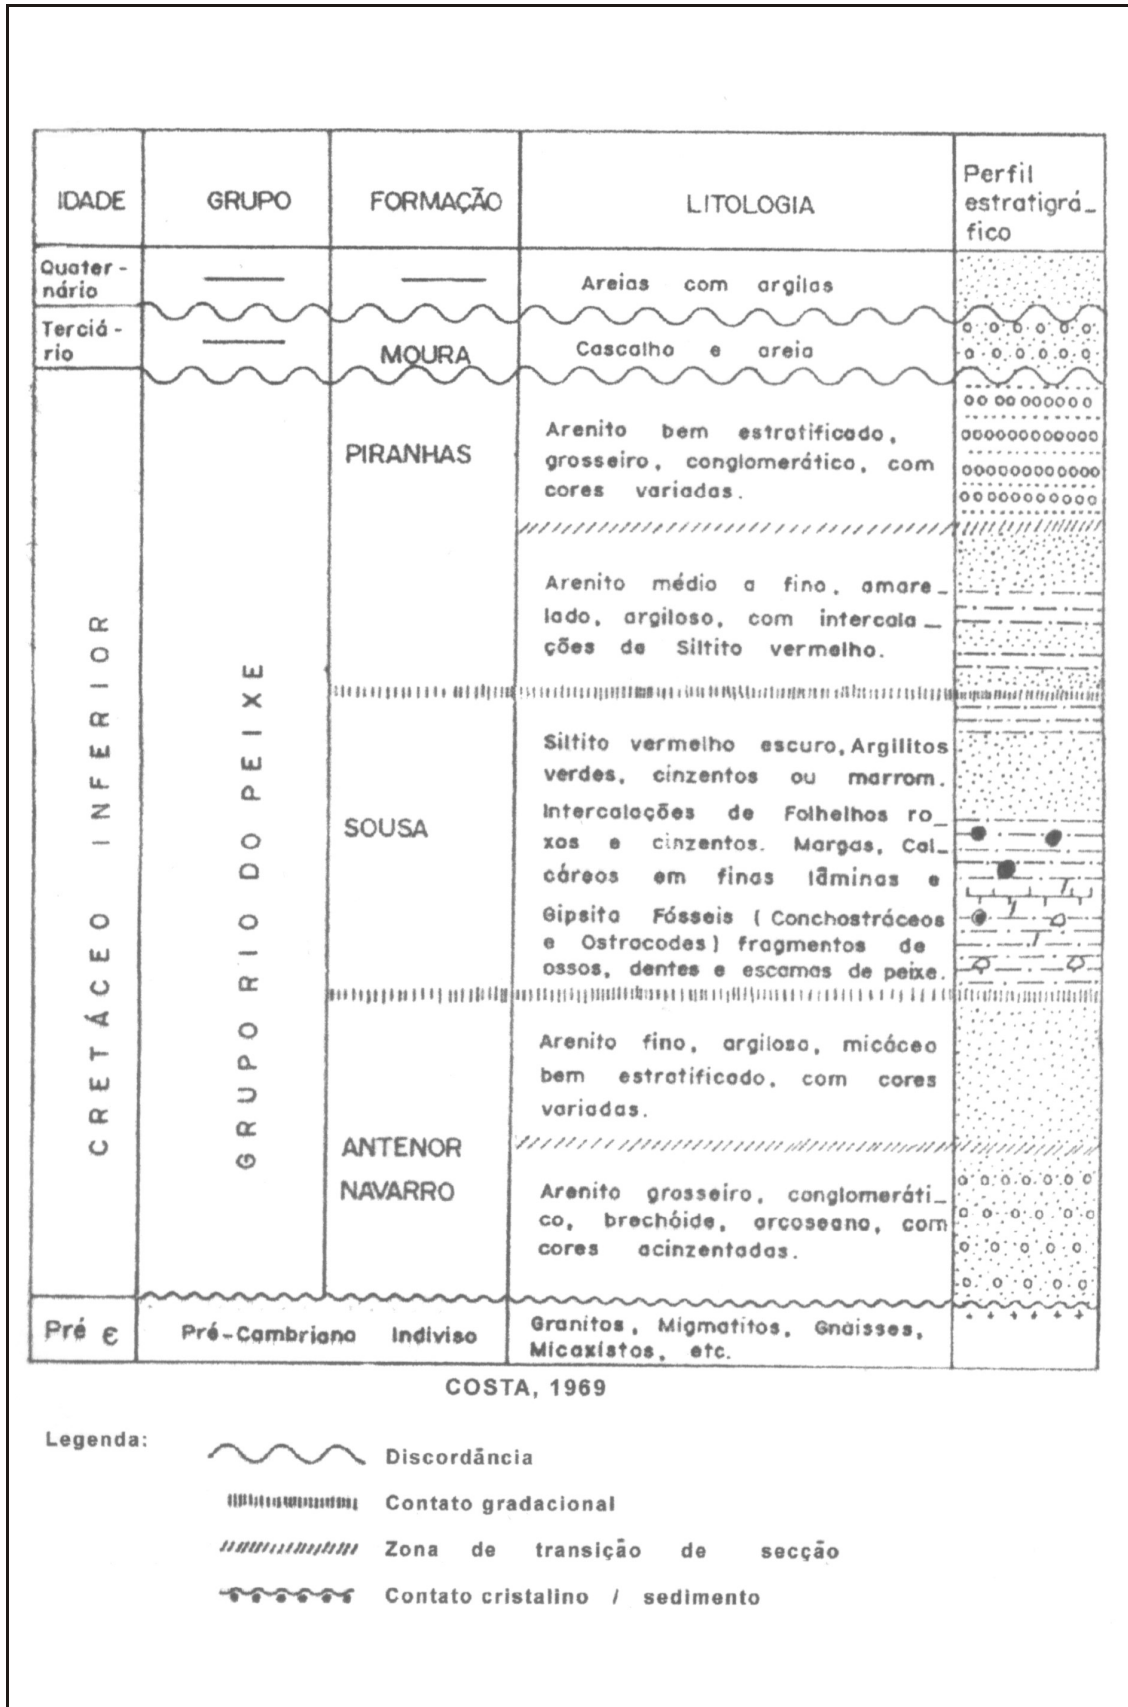 IDADE
GRUPO
FORMAÇÃO
LITOLOGIA
Perfil
estratigrá_
fico
Quater-
nário
Areias com argilas
Terciá-
rio
MOURA
Cascalho e areia
CRETÁCEO INFERIOR
GRUPO RIO DO PEIXE
PIRANHAS
Arenito bem estratificado,
grosseiro, conglomerático, com
cores variadas.
Arenito médio a fino, amare_
lado, argiloso, com intercala_
ções de Siltito vermelho.
SOUSA
Siltito vermelho escuro, Argilitos
verdes, cinzentos ou marrom.
Intercalações de Folhelhos ro_
xos e cinzentos. Margas, Cal_
cáreos em finas lâminas e
Gipsita Fósseis (Conchostráceos
e Ostracodes) fragmentos de
ossos, dentes e escamas de peixe.
ANTENOR
NAVARRO
Arenito fino, argiloso, micáceo
bem estratificado, com cores
variadas.
Arenito grosseiro, conglomeráti_
co, brechóide, arcoseano, com
cores acinzentadas.
Pré Є
Pré-Cambriano Indiviso
Granitos, Migmatitos, Gnaisses,
Micaxistos, etc.
COSTA, 1969
Legenda:
Discordância
Contato gradacional
Zona de transição de secção
Contato cristalino / sedimento